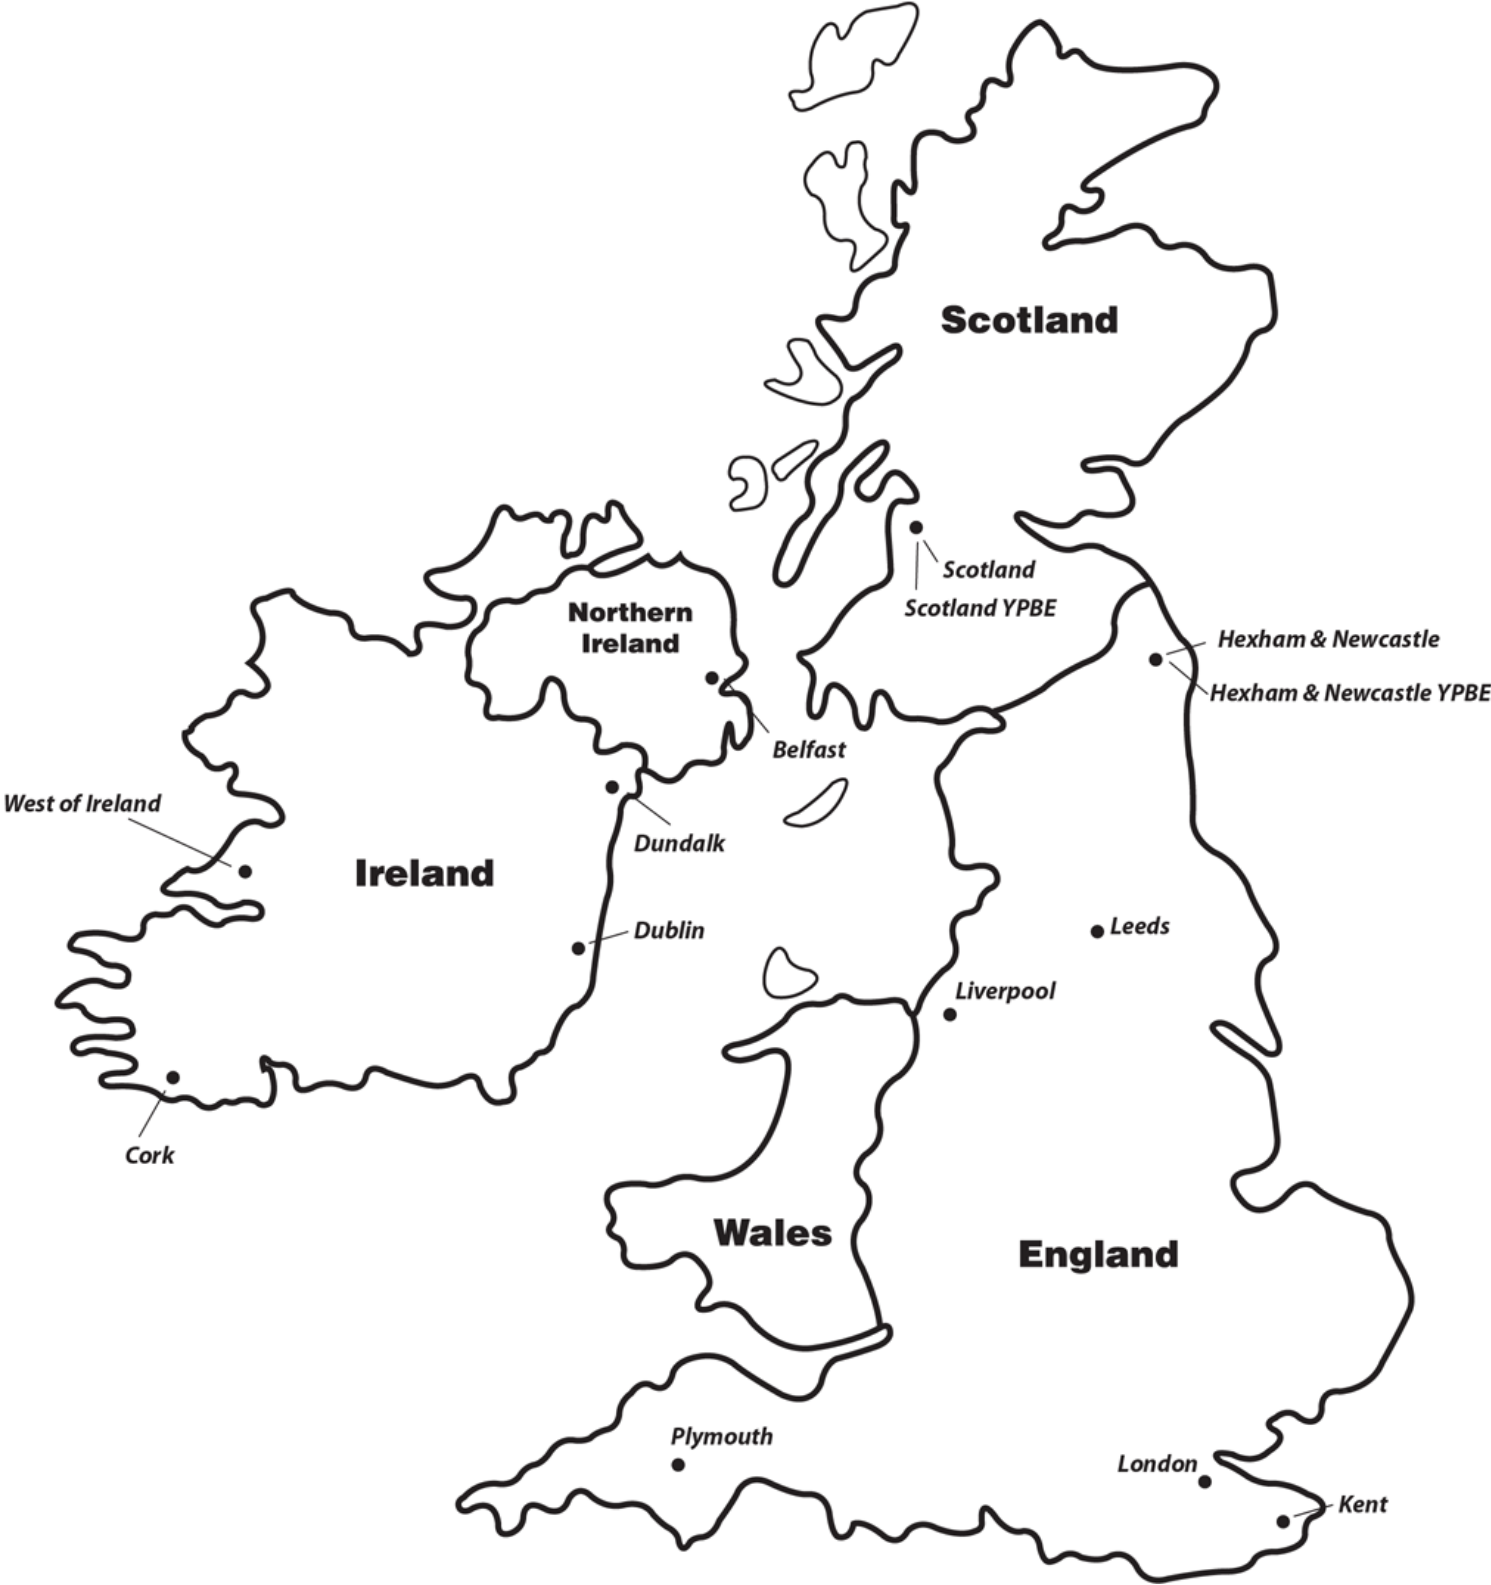 Scotland
Scotland
Scotland YPBE
Northern
Ireland
Hexham & Newcastle
Hexham & Newcastle YPBE
Belfast
West of Ireland
Dundalk
Ireland
Dublin
Leeds
Liverpool
Cork
Wales
England
Plymouth
London
Kent